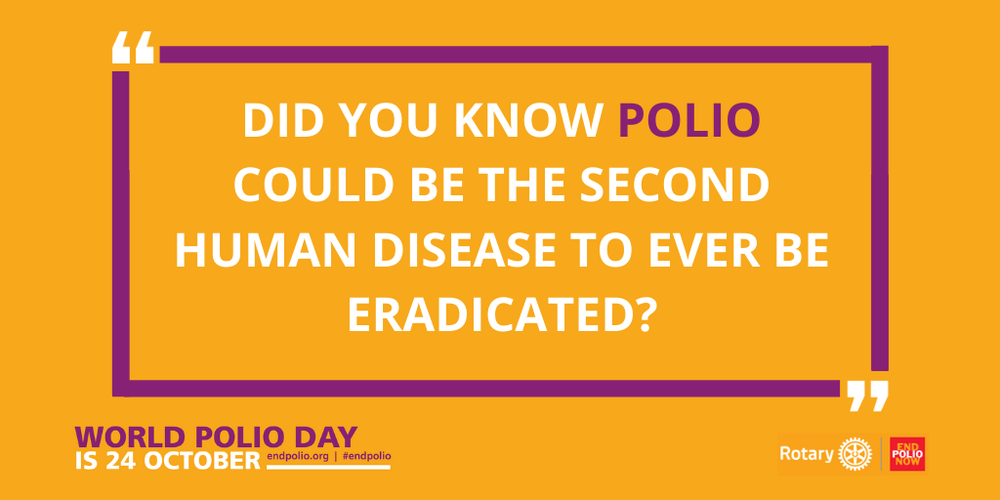 ❝
DID YOU KNOW POLIO
COULD BE THE SECOND
HUMAN DISEASE TO EVER BE
ERADICATED?
❞
WORLD POLIO DAY
IS 24 OCTOBER endpolio.org | #endpolio
Rotary
END
POLIO
NOW